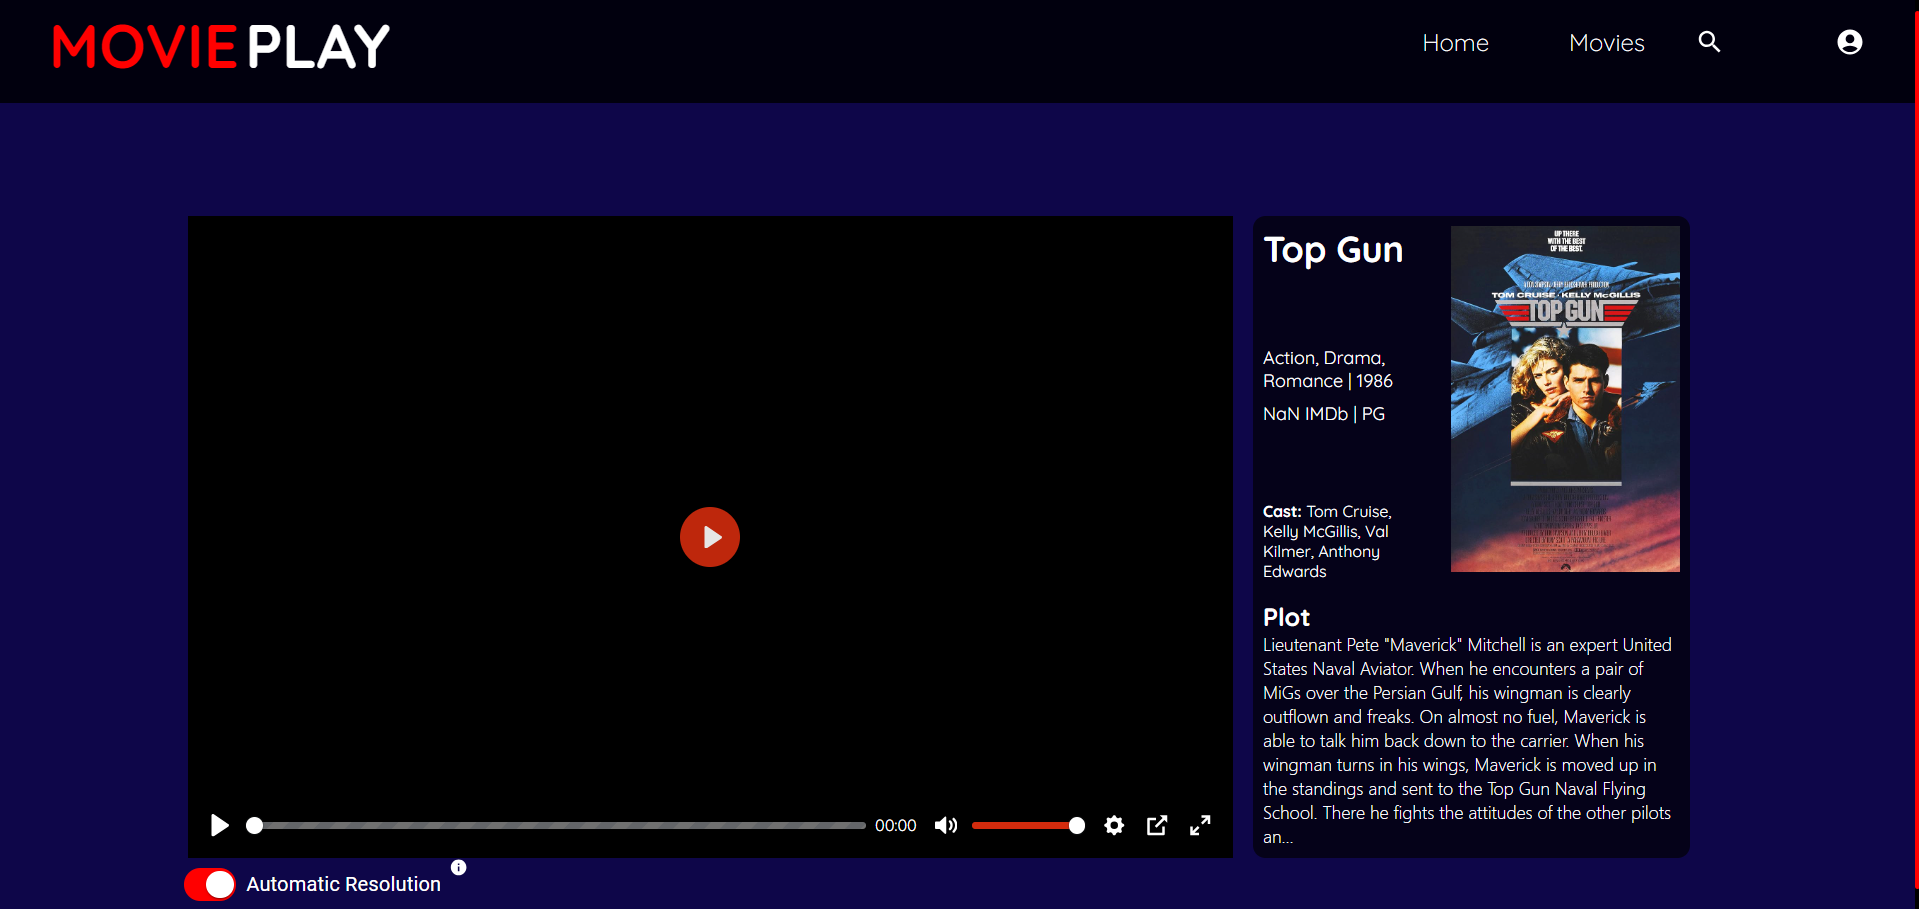 MOVIE PLAY
Home
Movies
Top Gun
Action, Drama,
Romance | 1986
NaN IMDb | PG
Cast: Tom Cruise,
Kelly McGillis, Val
Kilmer, Anthony
Edwards
UP THERE
WITH THE BEST
OF THE BEST.
TOM CRUISE · KELLY McGILLIS
TOP GUN
Plot
Lieutenant Pete "Maverick" Mitchell is an expert United
States Naval Aviator. When he encounters a pair of
MiGs over the Persian Gulf, his wingman is clearly
outflown and freaks. On almost no fuel, Maverick is
able to talk him back down to the carrier. When his
wingman turns in his wings, Maverick is moved up in
the standings and sent to the Top Gun Naval Flying
School. There he fights the attitudes of the other pilots
an...
00:00
Automatic Resolution